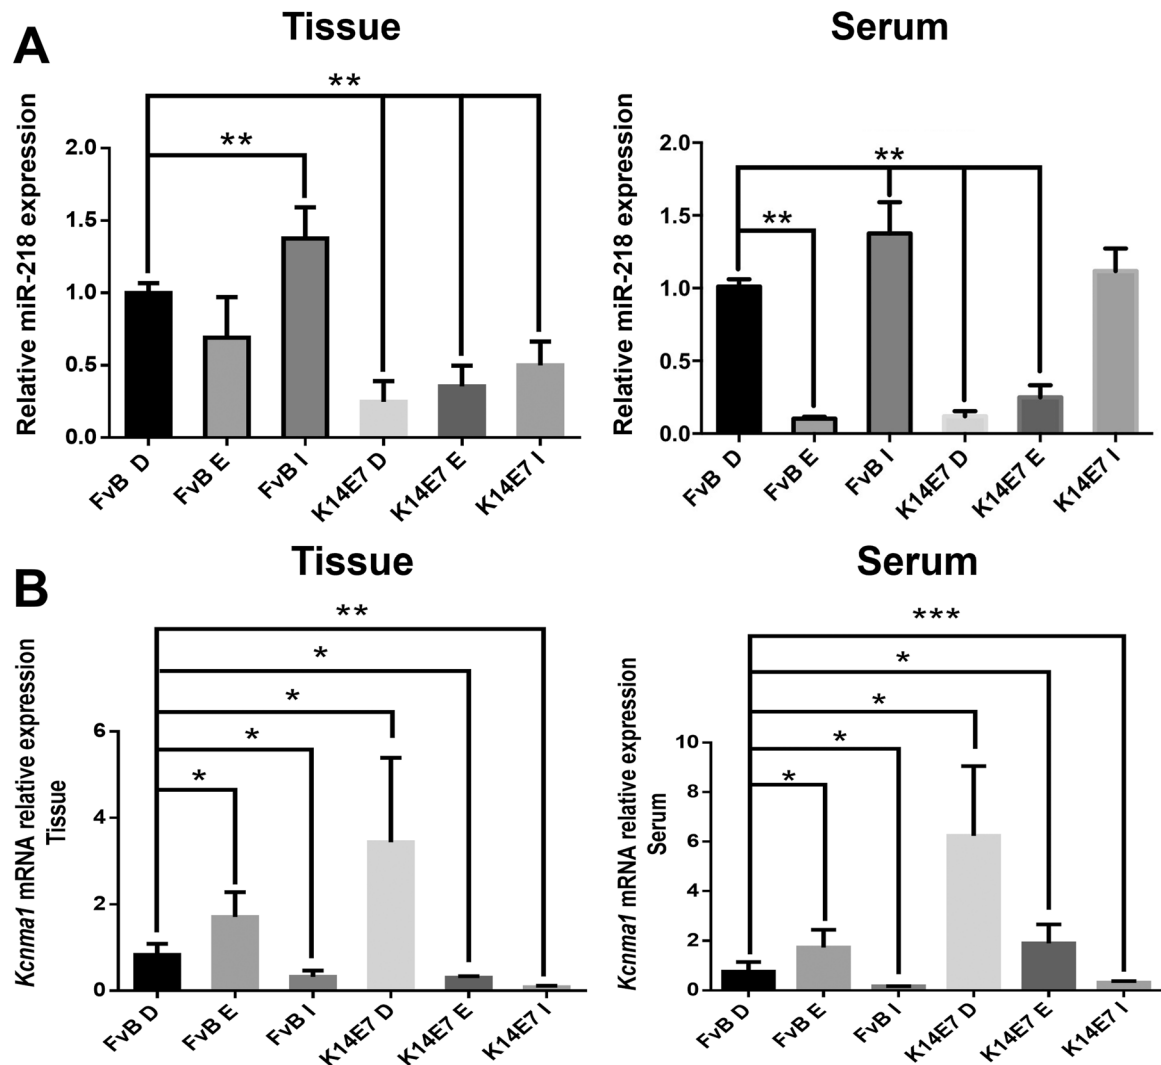 A
Tissue
Relative miR-218 expression
**
**
2.0
1.5
1.0
0.5
0.0
FvB D
FvB E
FvB I
K14E7 D
K14E7 E
K14E7 I
Serum
Relative miR-218 expression
**
**
2.0
1.5
1.0
0.5
0.0
FvB D
FvB E
FvB I
K14E7 D
K14E7 E
K14E7 I
B
Tissue
Kcnma1 mRNA relative expression
Tissue
**
*
*
*
*
6
4
2
0
FvB D
FvB E
FvB I
K14E7 D
K14E7 E
K14E7 I
Serum
Kcnma1 mRNA relative expression
Serum
***
*
*
*
*
10
8
6
4
2
0
FvB D
FvB E
FvB I
K14E7 D
K14E7 E
K14E7 I